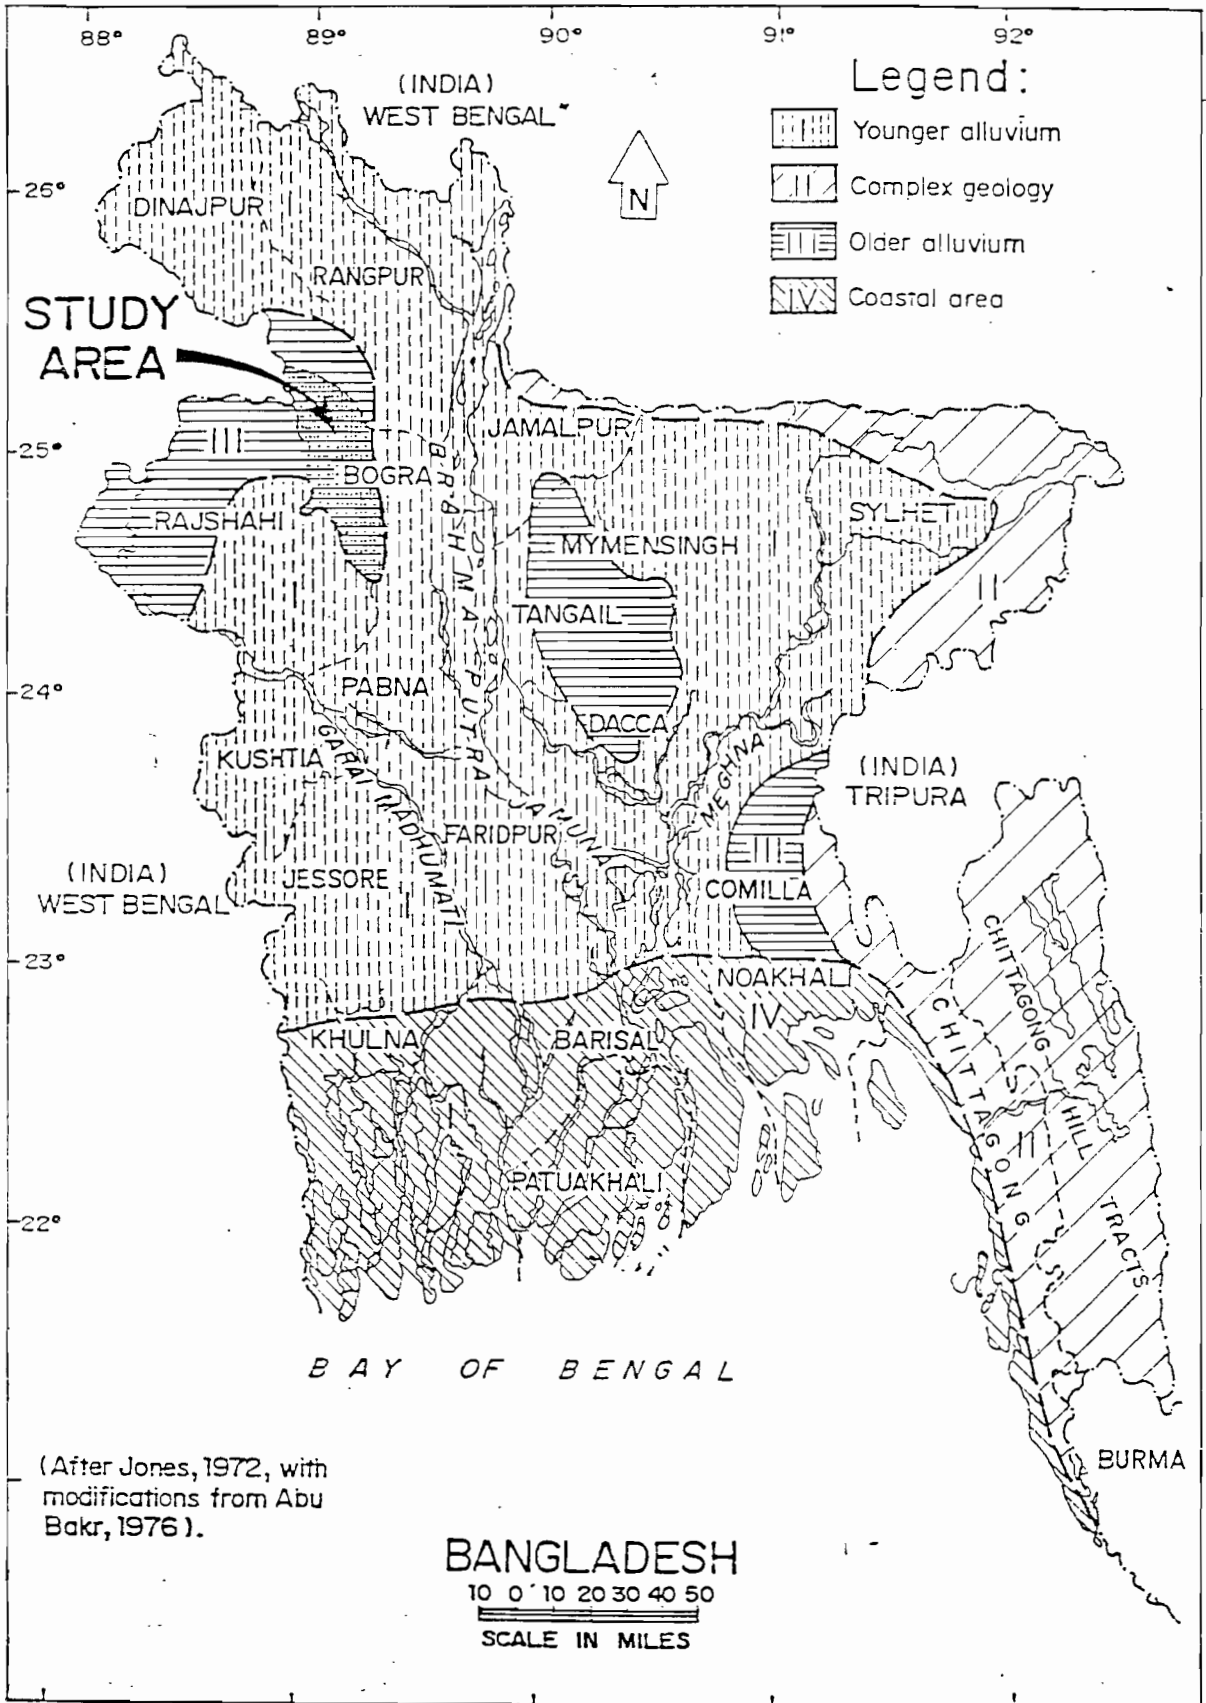 88° 89° 90° 91° 92°
(INDIA)
WEST BENGAL
Legend:
I Younger alluvium
II Complex geology
III Older alluvium
IV Coastal area
N
26°
DINAJPUR
RANGPUR
STUDY
AREA
25°
JAMALPUR
III
BOGRA
RAJSHAHI
SYLHET
MYMENSINGH
II
TANGAIL
BRAHMAPUTRA
JAMUNA
24°
PABNA
DACCA
MEGHNA
KUSHTIA
GARAI MADHUMATI
(INDIA)
TRIPURA
FARIDPUR
III
(INDIA)
WEST BENGAL
JESSORE
COMILLA
23°
NOAKHALI
IV
KHULNA
BARISAL
CHITTAGONG
CHITTAGONG HILL TRACTS
II
PATUAKHALI
22°
BAY OF BENGAL
BURMA
(After Jones, 1972, with
modifications from Abu
Bakr, 1976).
BANGLADESH
10 0 10 20 30 40 50
SCALE IN MILES